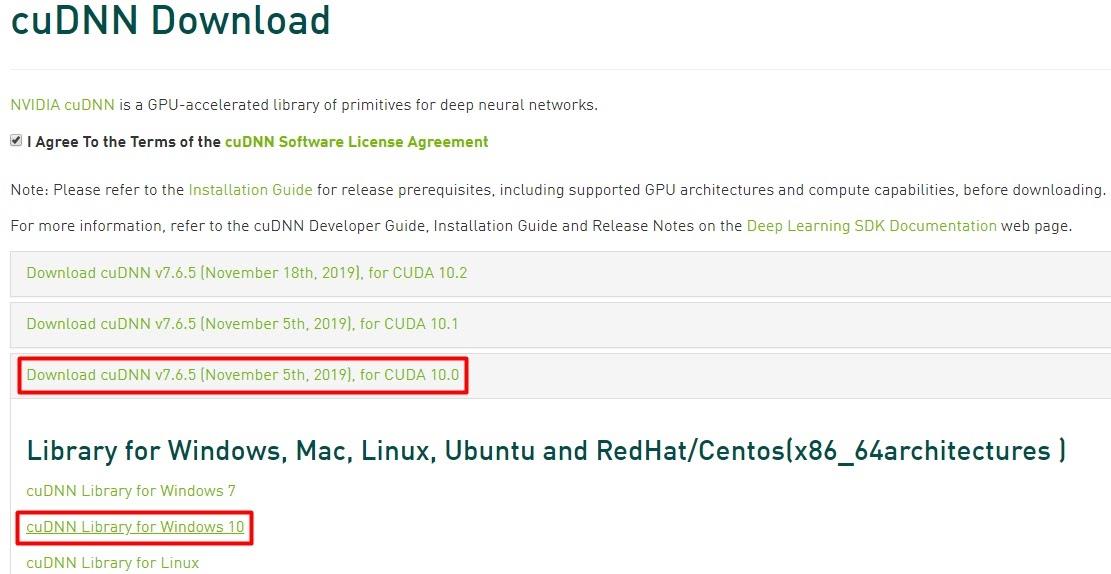 cuDNN Download
NVIDIA cuDNN is a GPU-accelerated library of primitives for deep neural networks.
I Agree To the Terms of the cuDNN Software License Agreement
Note: Please refer to the Installation Guide for release prerequisites, including supported GPU architectures and compute capabilities, before downloading.
For more information, refer to the cuDNN Developer Guide, Installation Guide and Release Notes on the Deep Learning SDK Documentation web page.
Download cuDNN v7.6.5 (November 18th, 2019), for CUDA 10.2
Download cuDNN v7.6.5 (November 5th, 2019), for CUDA 10.1
Download cuDNN v7.6.5 (November 5th, 2019), for CUDA 10.0
Library for Windows, Mac, Linux, Ubuntu and RedHat/Centos(x86_64architectures )
cuDNN Library for Windows 7
cuDNN Library for Windows 10
cuDNN Library for Linux